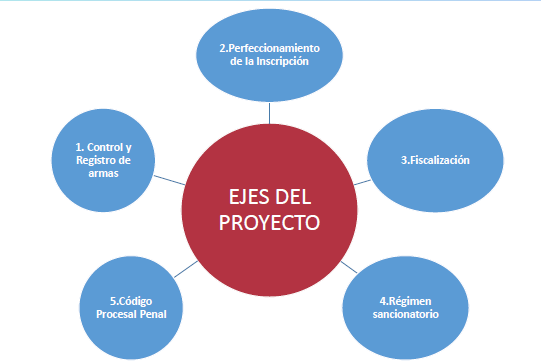 2.Perfeccionamiento
de la Inscripción
1. Control y
Registro de
armas
3.Fiscalización
EJES DEL
PROYECTO
5.Código
Procesal Penal
4.Régimen
sancionatorio